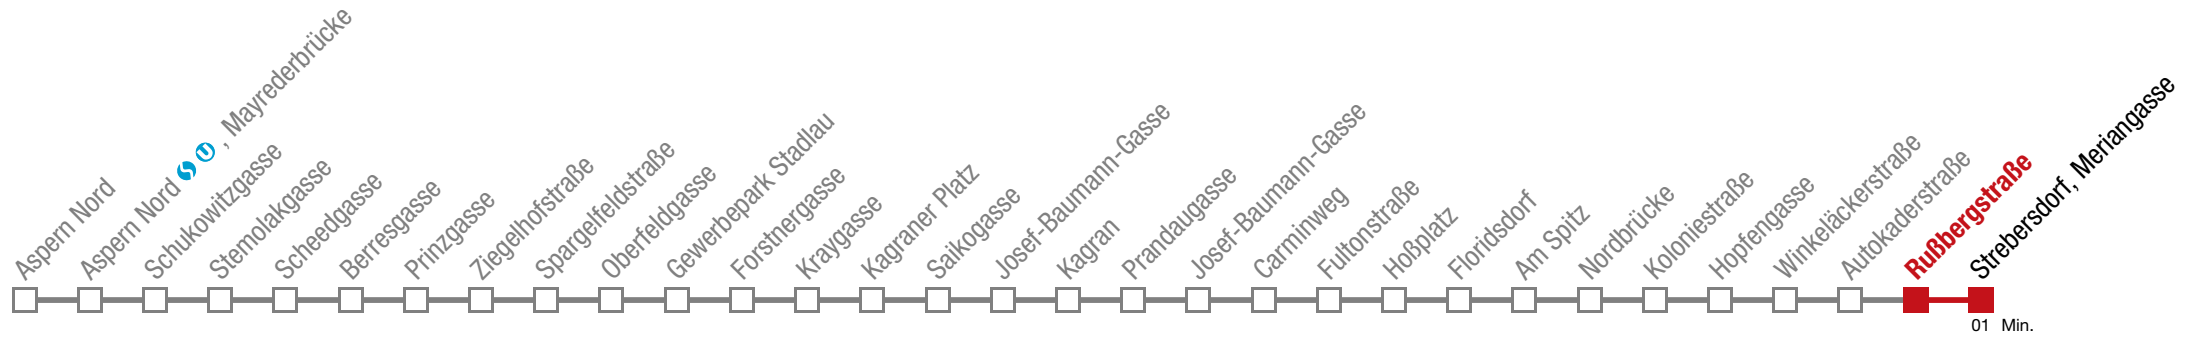 Aspern Nord
Aspern Nord S U , Mayrederbrücke
Schukowitzgasse
Stemolakgasse
Scheedgasse
Berresgasse
Prinzgasse
Ziegelhofstraße
Spargelfeldstraße
Oberfeldgasse
Gewerbepark Stadlau
Forstnergasse
Kraygasse
Kagraner Platz
Saikogasse
Josef-Baumann-Gasse
Kagran
Prandaugasse
Josef-Baumann-Gasse
Carminweg
Fultonstraße
Hoßplatz
Floridsdorf
Am Spitz
Nordbrücke
Koloniestraße
Hopfengasse
Winkeläckerstraße
Autokaderstraße
Rußbergstraße
Strebersdorf, Meriangasse
01 Min.